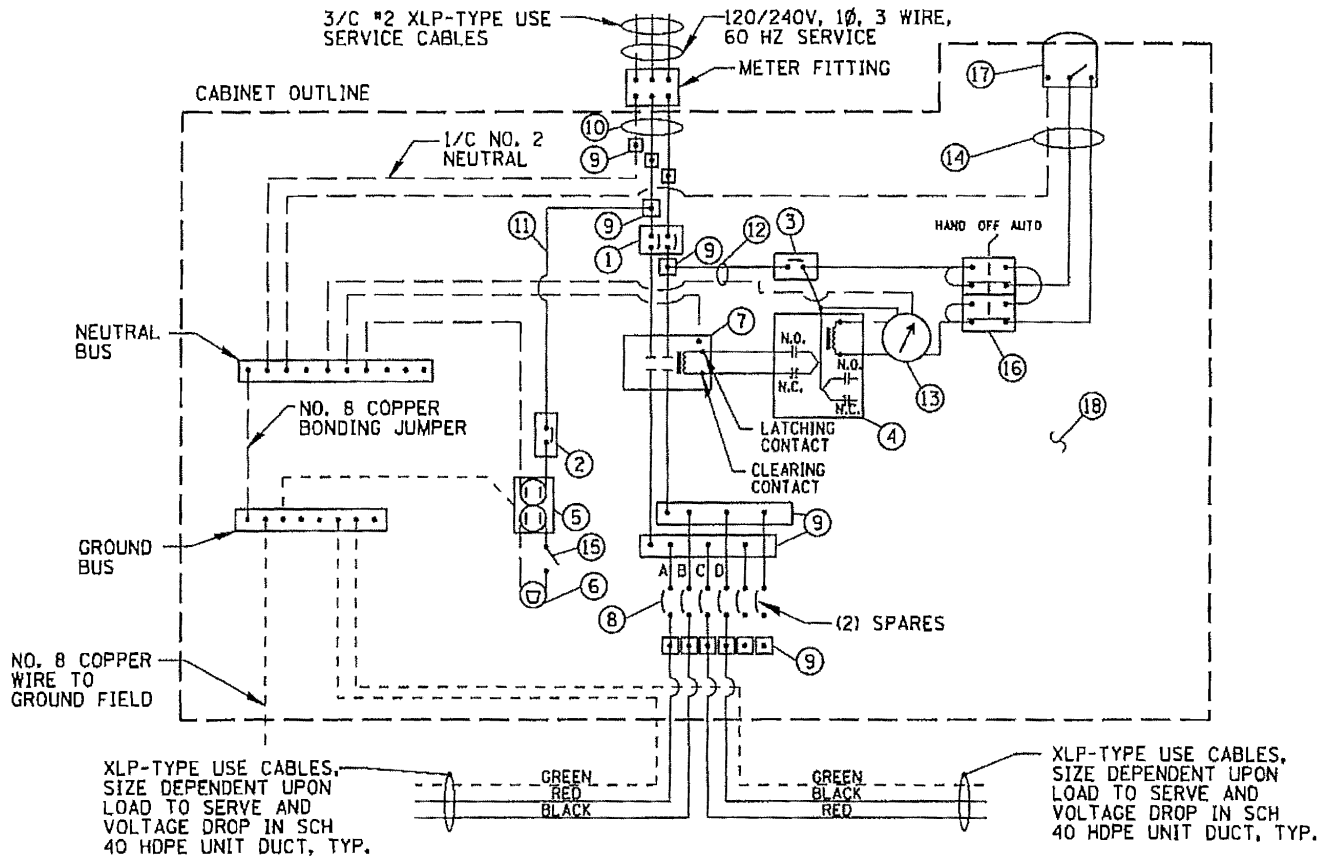 3/C #2 XLP-TYPE USE
SERVICE CABLES
120/240V, 1Ø, 3 WIRE,
60 HZ SERVICE
METER FITTING
17
CABINET OUTLINE
10
1/C NO. 2
NEUTRAL
9
14
11
9
12
3
HAND OFF AUTO
1
9
NEUTRAL
BUS
7
N.O.
N.C.
N.O.
N.C.
13
16
NO. 8 COPPER
BONDING JUMPER
LATCHING
CONTACT
4
18
2
CLEARING
CONTACT
5
9
GROUND
BUS
15
A B C D
6
8
(2) SPARES
9
NO. 8 COPPER
WIRE TO
GROUND FIELD
XLP-TYPE USE CABLES,
SIZE DEPENDENT UPON
LOAD TO SERVE AND
VOLTAGE DROP IN SCH
40 HDPE UNIT DUCT, TYP.
GREEN
RED
BLACK
GREEN
BLACK
RED
XLP-TYPE USE CABLES,
SIZE DEPENDENT UPON
LOAD TO SERVE AND
VOLTAGE DROP IN SCH
40 HDPE UNIT DUCT, TYP.